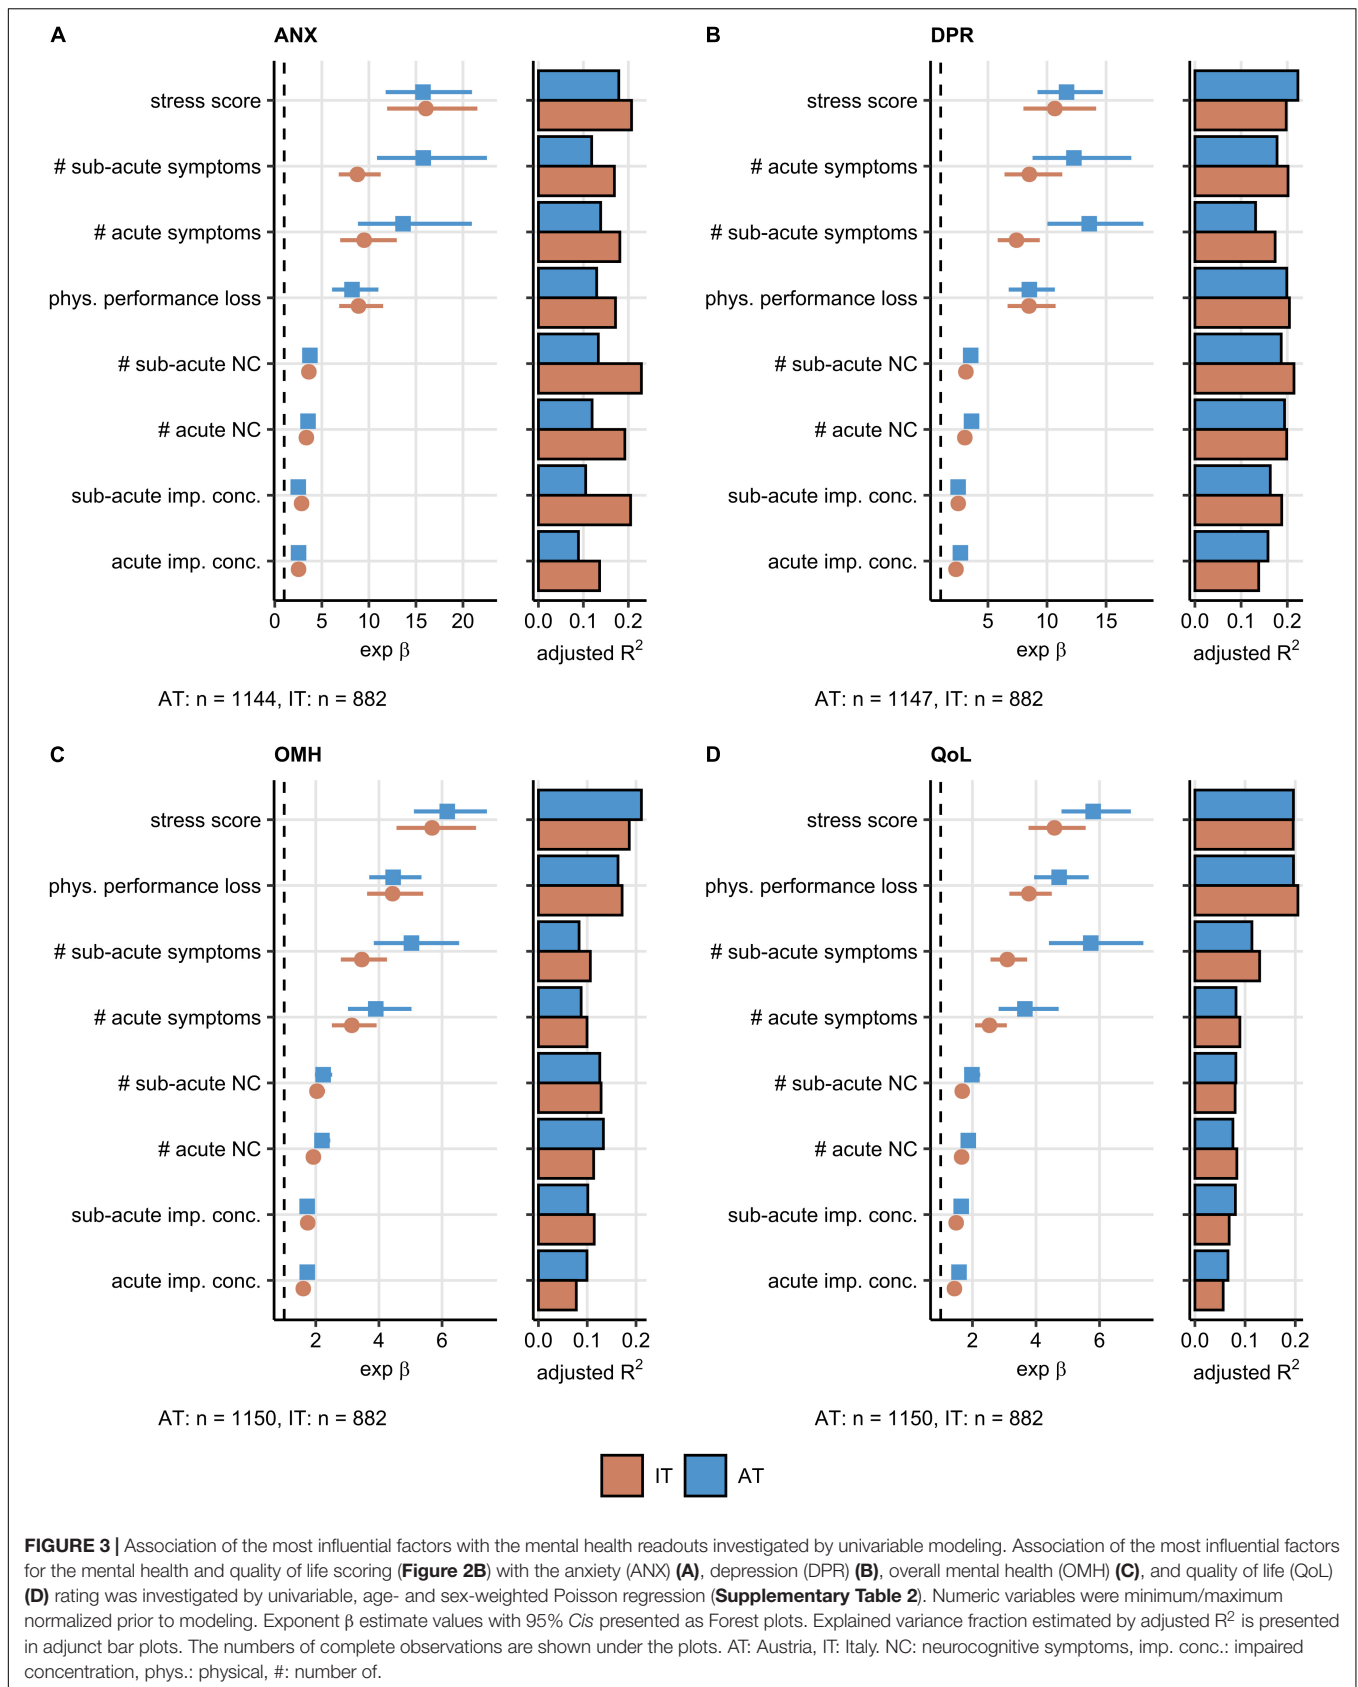 A ANX
stress score
# sub-acute symptoms
# acute symptoms
phys. performance loss
# sub-acute NC
# acute NC
sub-acute imp. conc.
acute imp. conc.
0 5 10 15 20
exp β
0.0 0.1 0.2
adjusted R²
AT: n = 1144, IT: n = 882
B DPR
stress score
# acute symptoms
# sub-acute symptoms
phys. performance loss
# sub-acute NC
# acute NC
sub-acute imp. conc.
acute imp. conc.
5 10 15
exp β
0.0 0.1 0.2
adjusted R²
AT: n = 1147, IT: n = 882
C OMH
stress score
phys. performance loss
# sub-acute symptoms
# acute symptoms
# sub-acute NC
# acute NC
sub-acute imp. conc.
acute imp. conc.
2 4 6
exp β
0.0 0.1 0.2
adjusted R²
AT: n = 1150, IT: n = 882
D QoL
stress score
phys. performance loss
# sub-acute symptoms
# acute symptoms
# sub-acute NC
# acute NC
sub-acute imp. conc.
acute imp. conc.
2 4 6
exp β
0.0 0.1 0.2
adjusted R²
AT: n = 1150, IT: n = 882
IT AT
FIGURE 3 | Association of the most influential factors with the mental health readouts investigated by univariable modeling. Association of the most influential factors
for the mental health and quality of life scoring (Figure 2B) with the anxiety (ANX) (A), depression (DPR) (B), overall mental health (OMH) (C), and quality of life (QoL)
(D) rating was investigated by univariable, age- and sex-weighted Poisson regression (Supplementary Table 2). Numeric variables were minimum/maximum
normalized prior to modeling. Exponent β estimate values with 95% Cis presented as Forest plots. Explained variance fraction estimated by adjusted R² is presented
in adjunct bar plots. The numbers of complete observations are shown under the plots. AT: Austria, IT: Italy. NC: neurocognitive symptoms, imp. conc.: impaired
concentration, phys.: physical, #: number of.